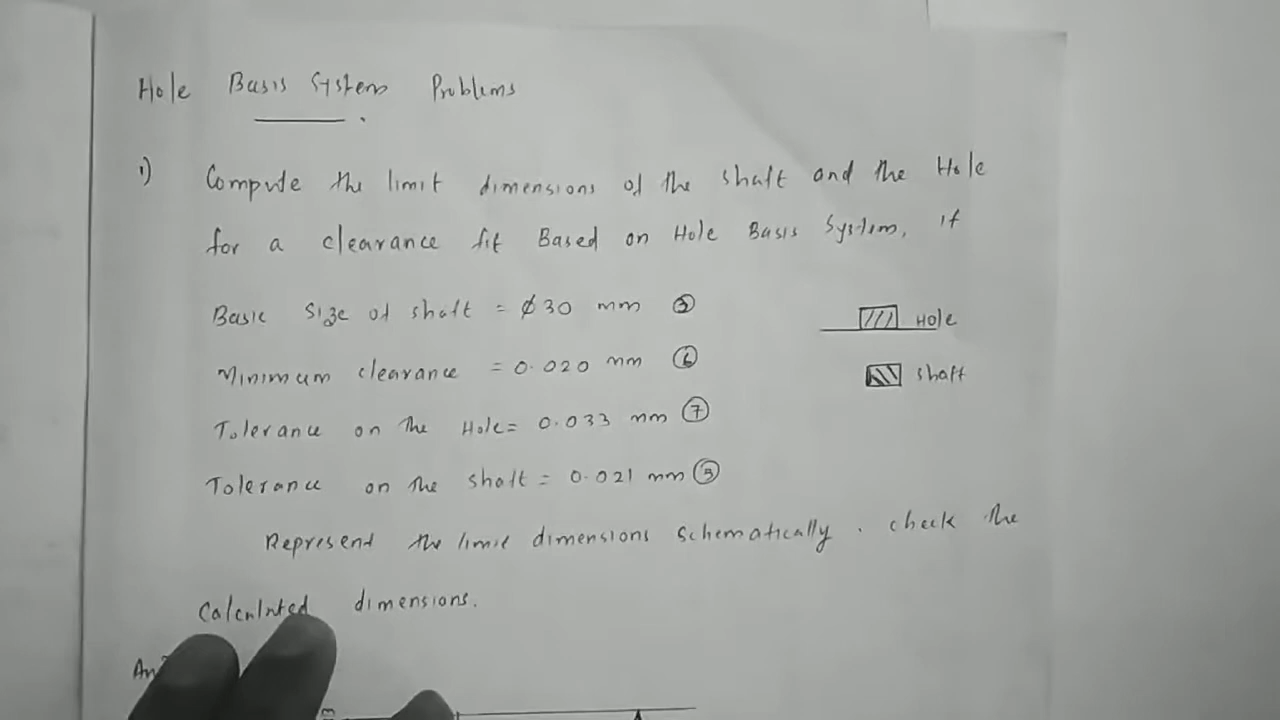 Hole Basis System Problems
1) Compute the limit dimensions of the shaft and the Hole
for a clearance fit Based on Hole Basis System, if
Basic Size of shaft = ϕ30 mm ⑤
Minimum clearance = 0.020 mm ⑥
Tolerance on the Hole = 0.033 mm ⑦
Tolerance on the shaft = 0.021 mm
Represent the limit dimensions schematically. check the
Calculated dimensions.
Hole
shaft